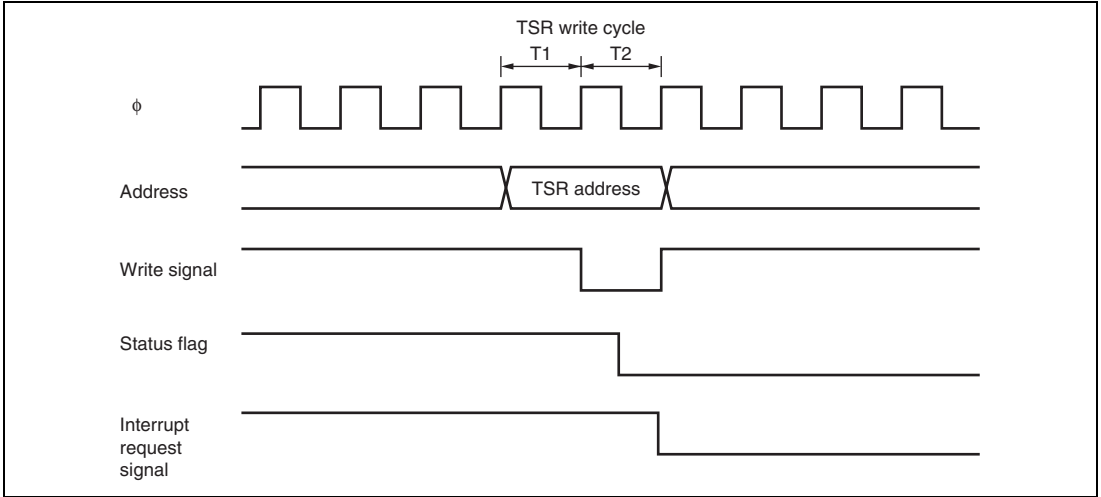 TSR write cycle
T1 T2
ϕ
Address
TSR address
Write signal
Status flag
Interrupt
request
signal